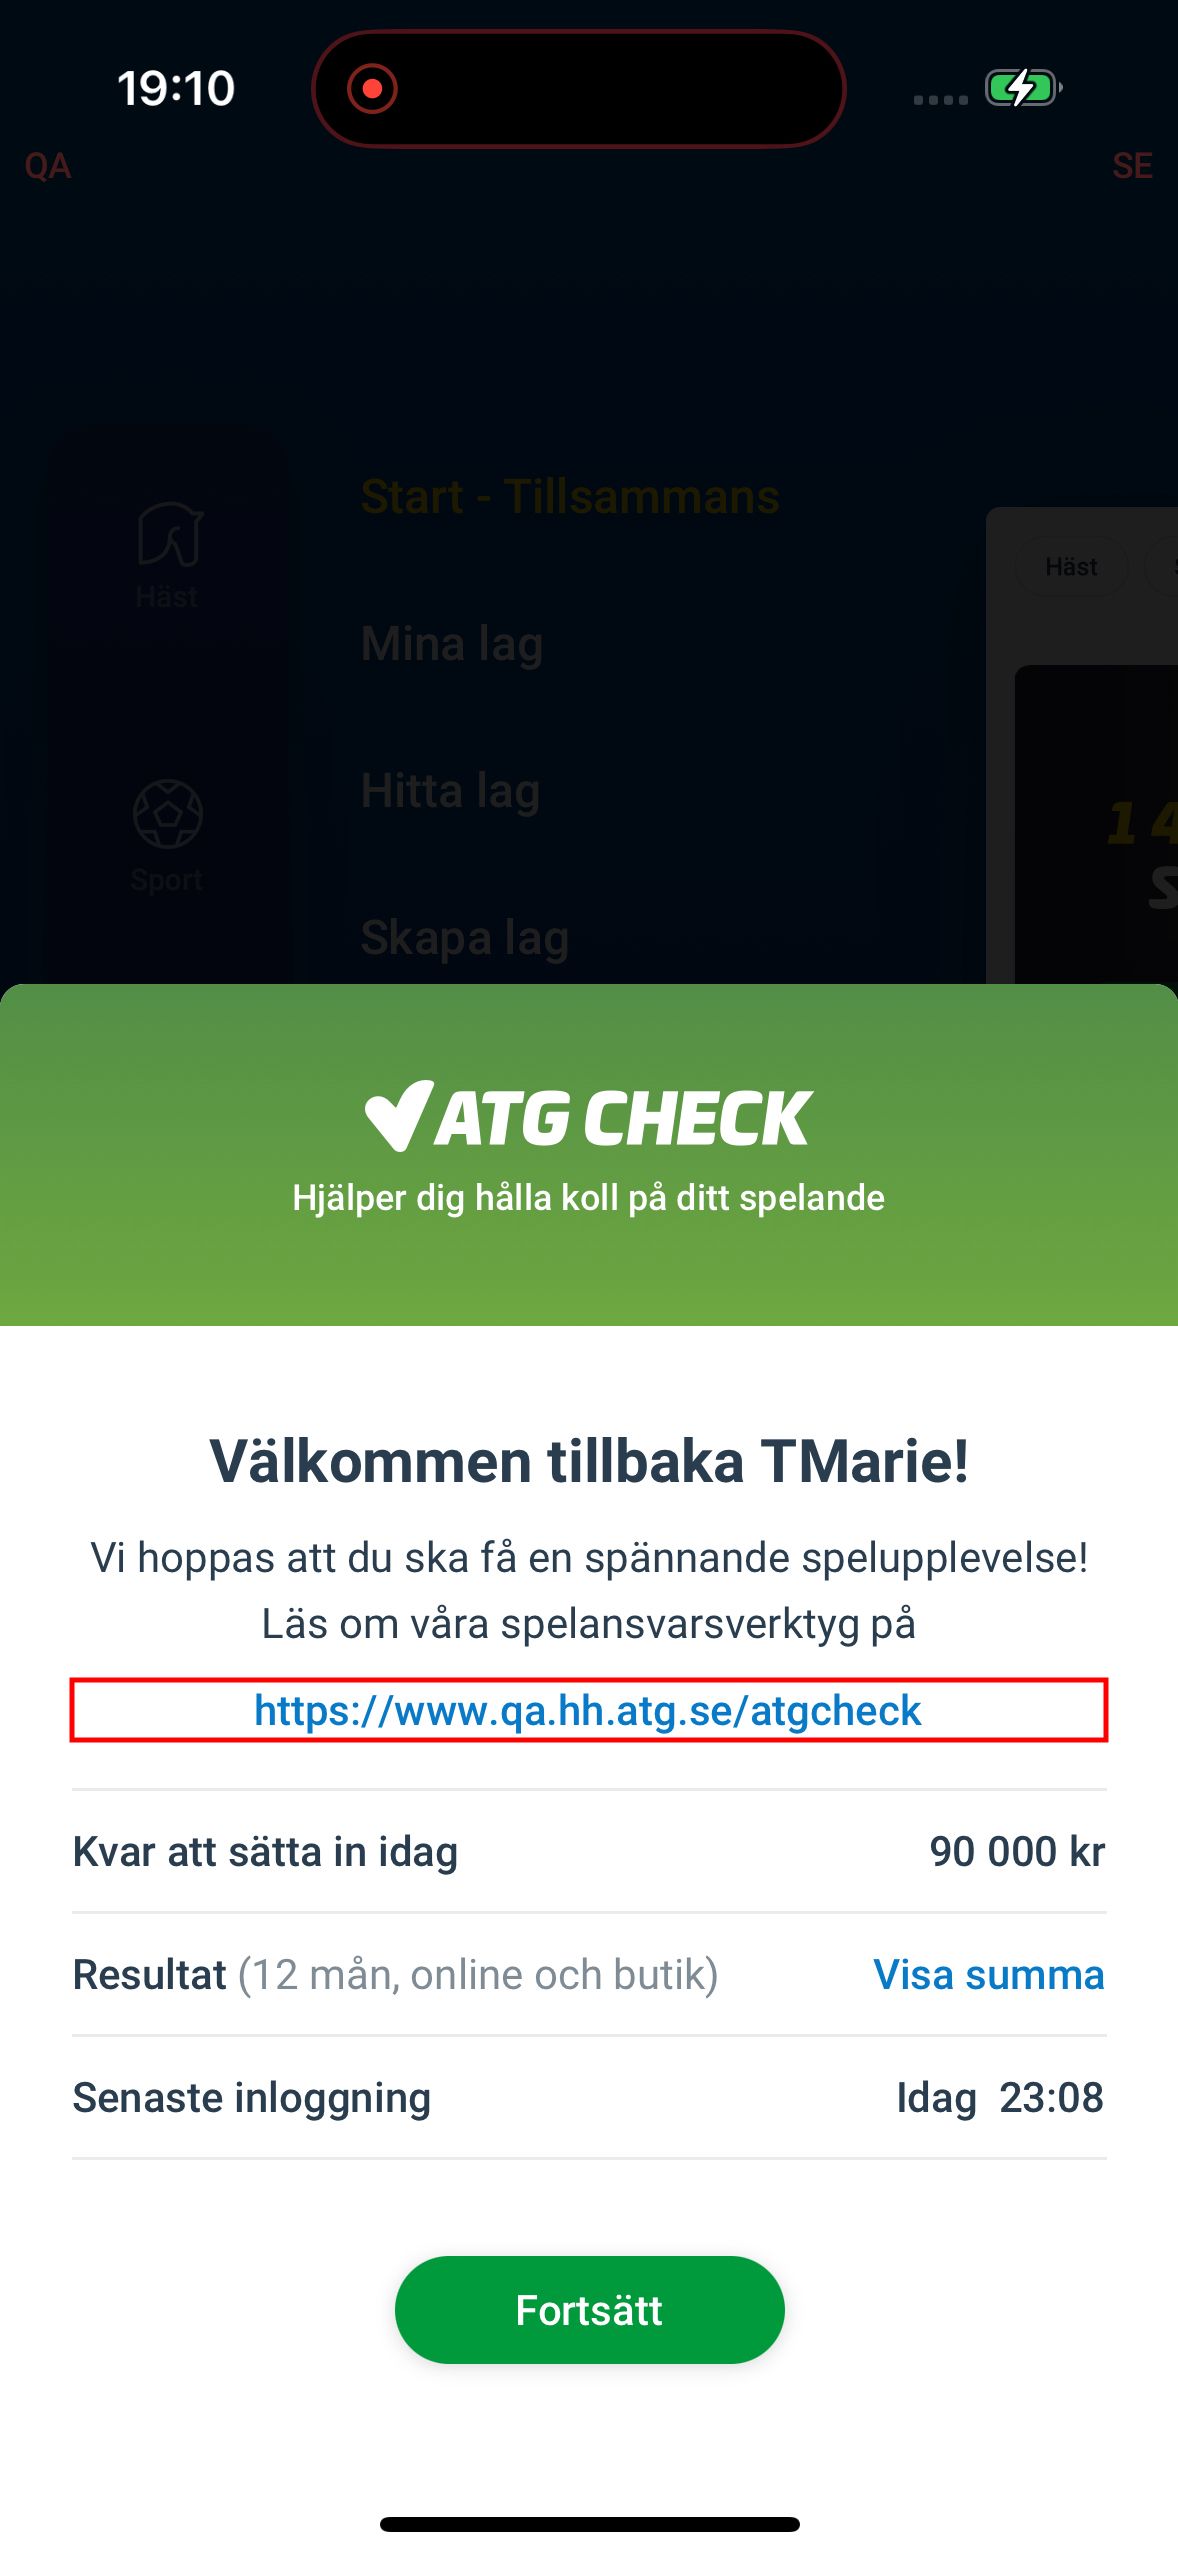 19:10
QA
SE
Start - Tillsammans
Häst
Häst
Mina lag
Hitta lag
1 4
Sport
S
Skapa lag
ATG CHECK
Hjälper dig hålla koll på ditt spelande
Välkommen tillbaka TMarie!
Vi hoppas att du ska få en spännande spelupplevelse!
Läs om våra spelansvarsverktyg på
https://www.qa.hh.atg.se/atgcheck
Kvar att sätta in idag 90 000 kr
Resultat (12 mån, online och butik) Visa summa
Senaste inloggning Idag 23:08
Fortsätt